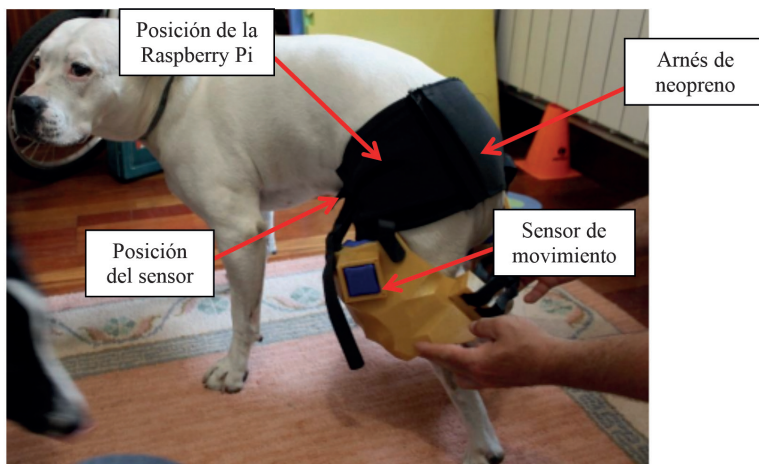 Posición de la
Raspberry Pi
Arnés de
neopreno
Posición
del sensor
Sensor de
movimiento